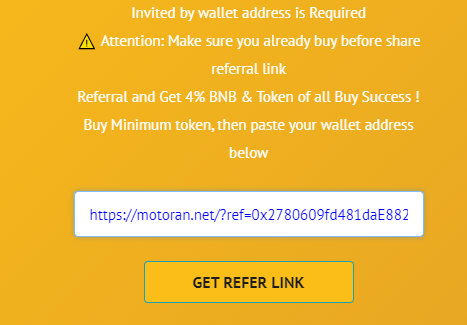 Invited by wallet address is Required
⚠ Attention: Make sure you already buy before share
referral link
Referral and Get 4% BNB & Token of all Buy Success !
Buy Minimum token, then paste your wallet address
below
https://motoran.net/?ref=0x2780609fd481daE882
GET REFER LINK